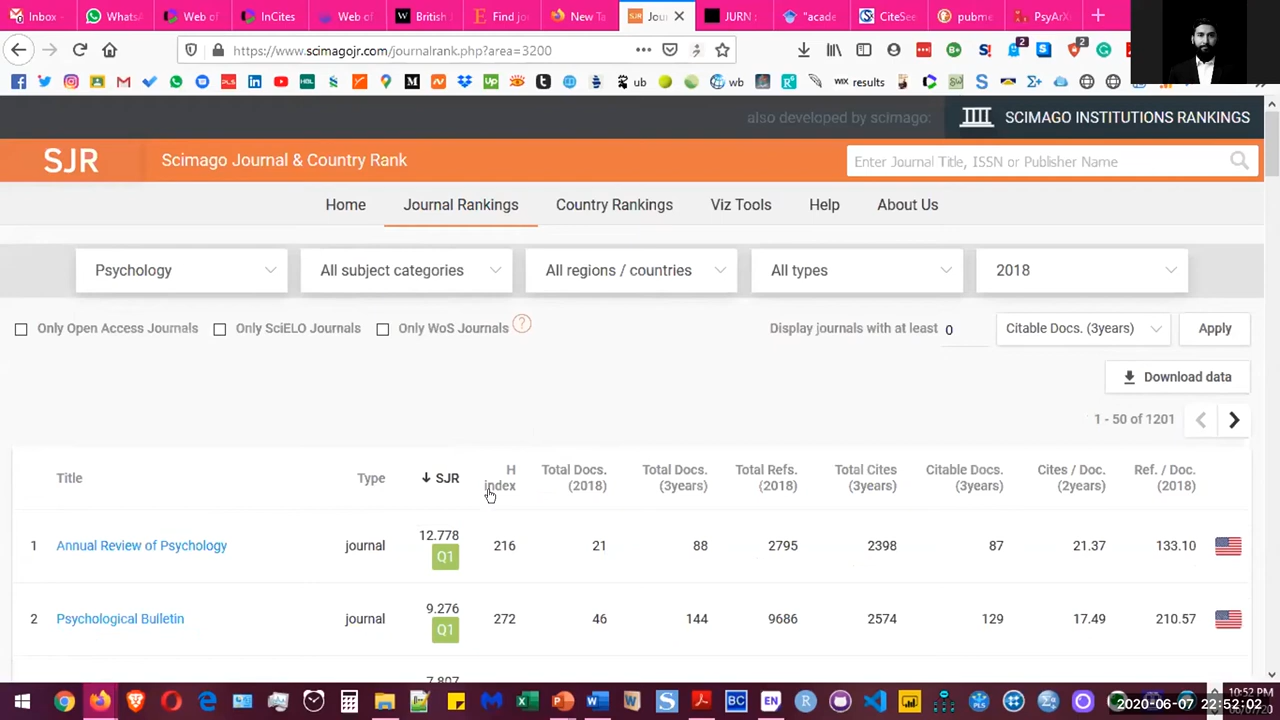 Inbox
WhatsA
Web of
InCites
Web of
British J
Find jou
New Ta
Jou
JURN
"acade
CiteSee
pubme
PsyArX
https://www.scimagojr.com/journalrank.php?area=3200
ub
wb
WIX results
also developed by scimago:
SCIMAGO INSTITUTIONS RANKINGS
SJR
Scimago Journal & Country Rank
Enter Journal Title, ISSN or Publisher Name
Home
Journal Rankings
Country Rankings
Viz Tools
Help
About Us
Psychology
All subject categories
All regions / countries
All types
2018
Only Open Access Journals
Only SciELO Journals
Only WoS Journals
?
Display journals with at least
0
Citable Docs. (3years)
Apply
Download data
1 - 50 of 1201
Title
Type
SJR
H index
Total Docs. (2018)
Total Docs. (3years)
Total Refs. (2018)
Total Cites (3years)
Citable Docs. (3years)
Cites / Doc. (2years)
Ref. / Doc. (2018)
1 Annual Review of Psychology journal 12.778 Q1 216 21 88 2795 2398 87 21.37 133.10
2 Psychological Bulletin journal 9.276 Q1 272 46 144 9686 2574 129 17.49 210.57
7.807
EN
BC
10:52 PM
2020-06-07 22:52:02